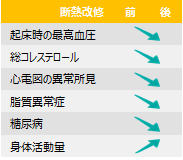 断熱改修 前 後
起床時の最高血圧
総コレステロール
心電図の異常所見
脂質異常症
糖尿病
身体活動量